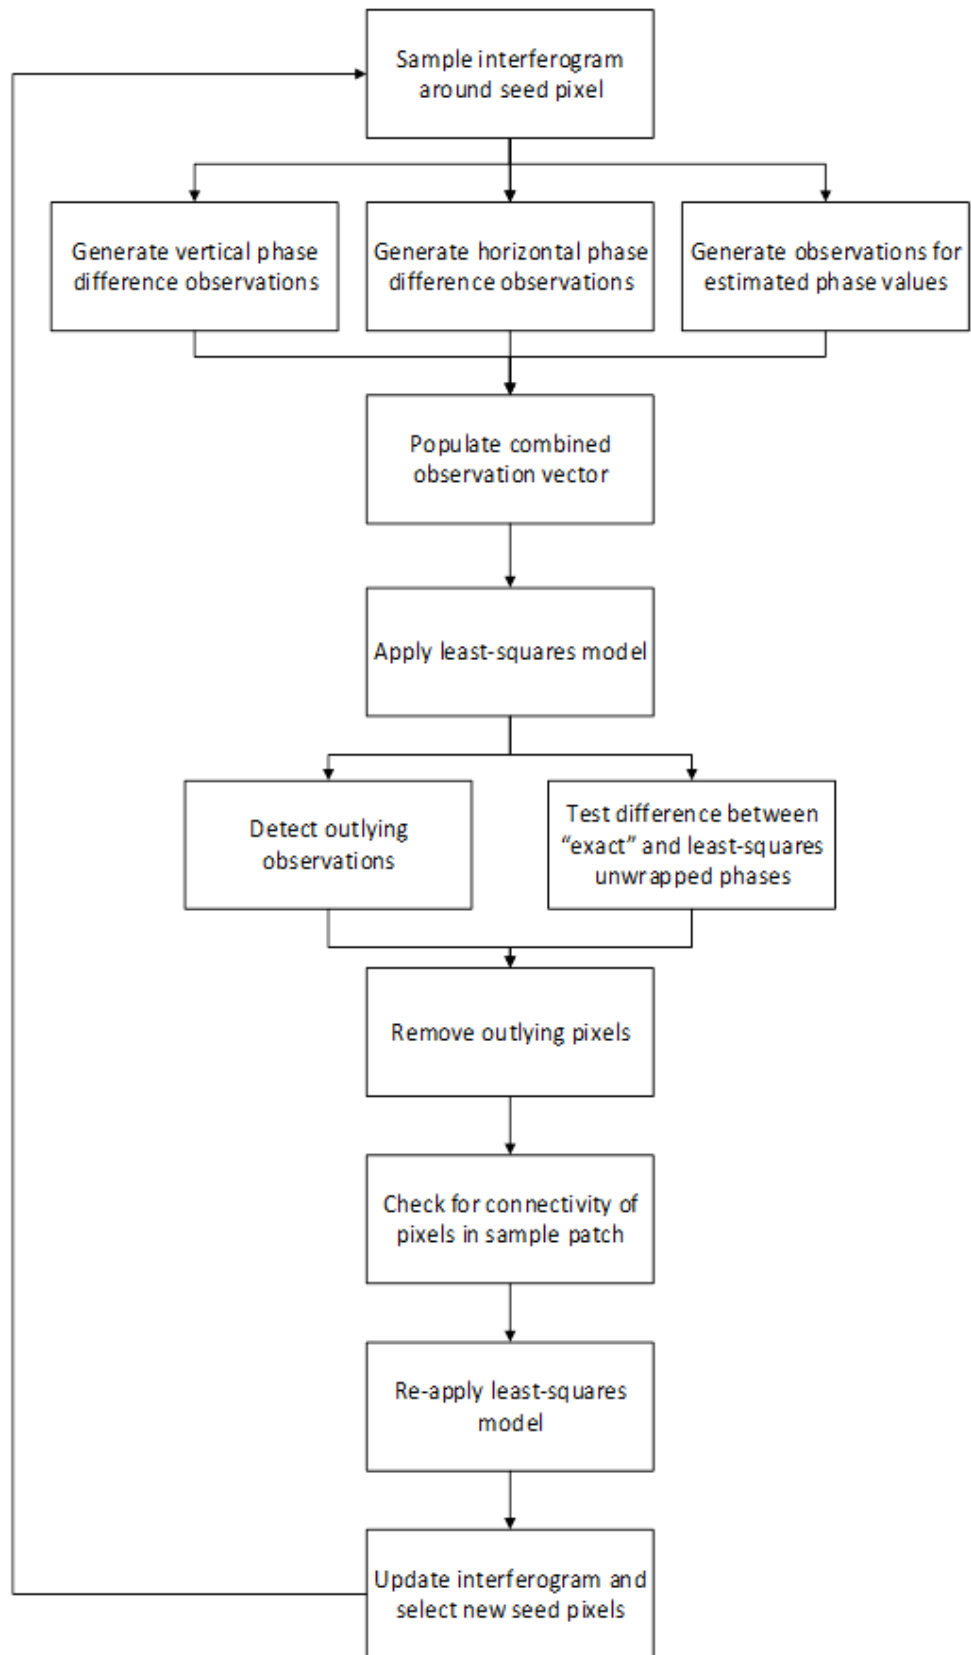 Sample interferogram
around seed pixel
Generate vertical phase
difference observations
Generate horizontal phase
difference observations
Generate observations for
estimated phase values
Populate combined
observation vector
Apply least-squares model
Detect outlying
observations
Test difference between
“exact” and least-squares
unwrapped phases
Remove outlying pixels
Check for connectivity of
pixels in sample patch
Re-apply least-squares
model
Update interferogram and
select new seed pixels